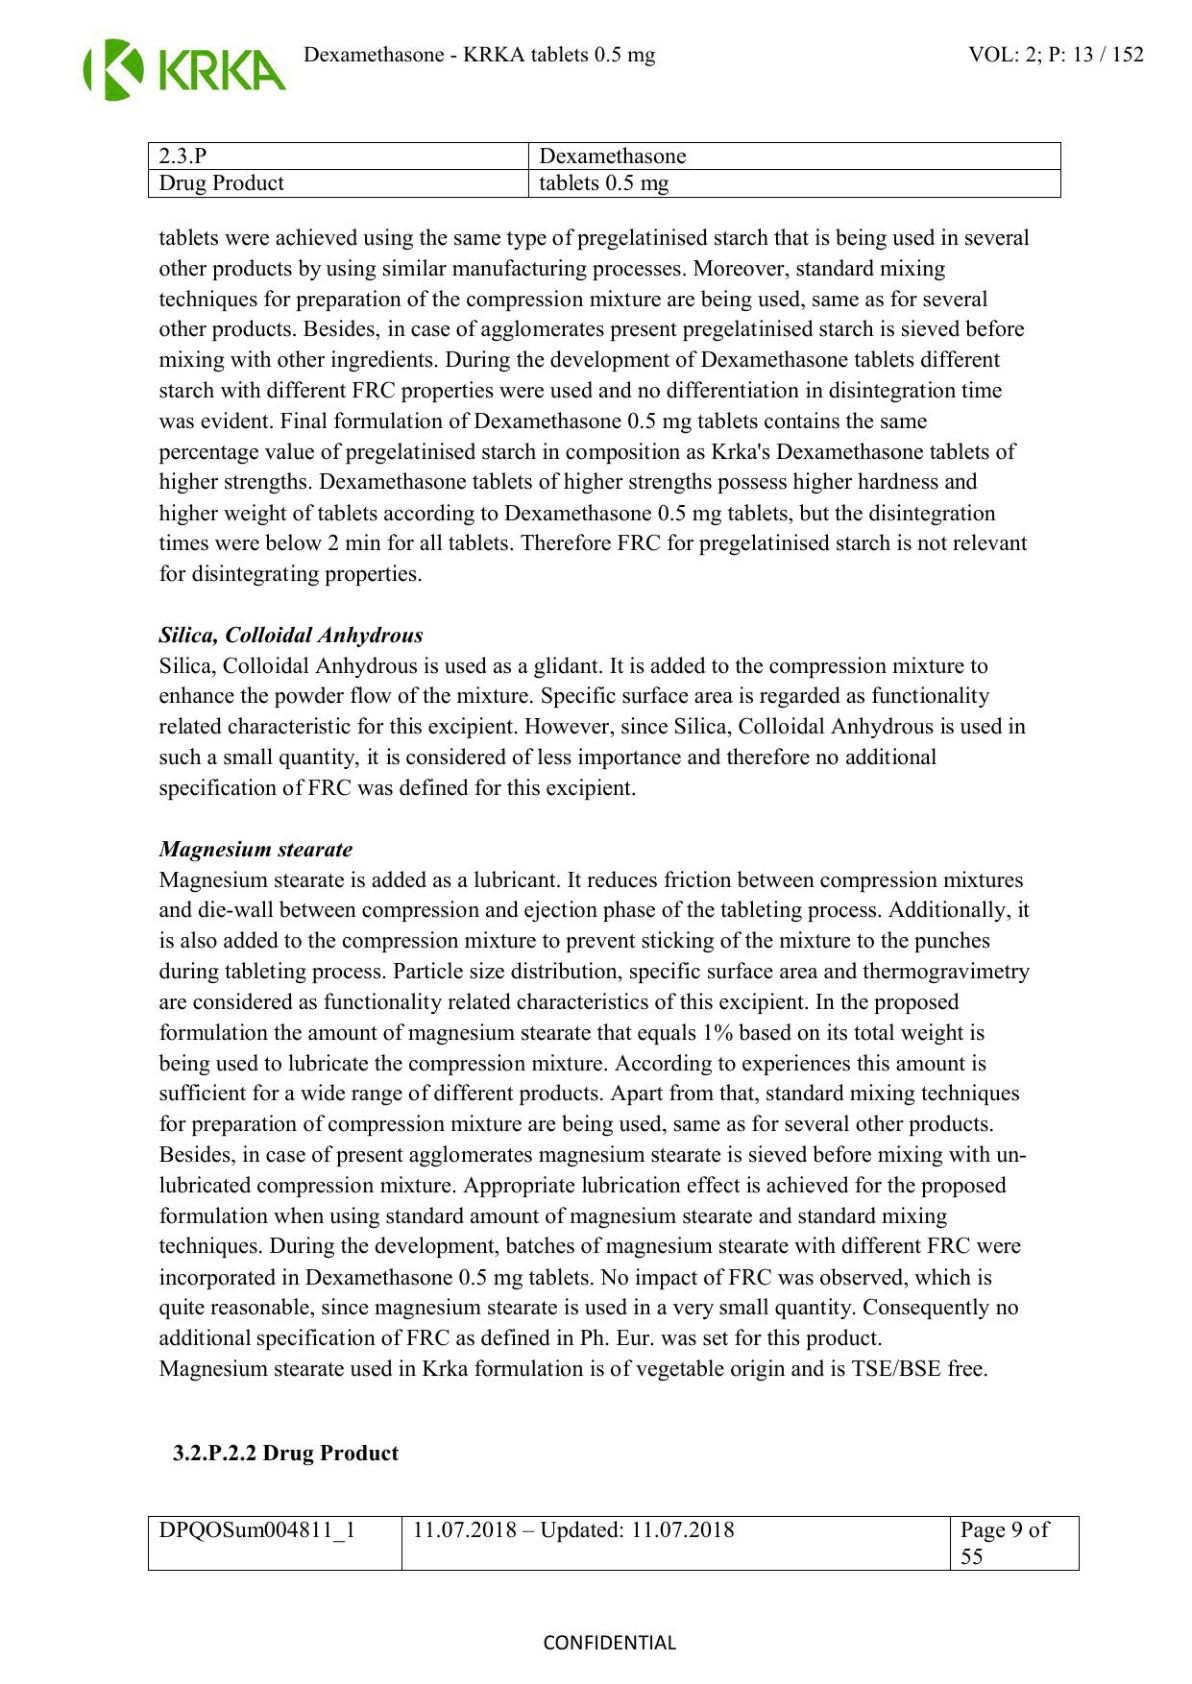 KRKA
Dexamethasone - KRKA tablets 0.5 mg
VOL: 2; P: 13 / 152
2.3.P
Dexamethasone
Drug Product
tablets 0.5 mg
tablets were achieved using the same type of pregelatinised starch that is being used in several
other products by using similar manufacturing processes. Moreover, standard mixing
techniques for preparation of the compression mixture are being used, same as for several
other products. Besides, in case of agglomerates present pregelatinised starch is sieved before
mixing with other ingredients. During the development of Dexamethasone tablets different
starch with different FRC properties were used and no differentiation in disintegration time
was evident. Final formulation of Dexamethasone 0.5 mg tablets contains the same
percentage value of pregelatinised starch in composition as Krka's Dexamethasone tablets of
higher strengths. Dexamethasone tablets of higher strengths possess higher hardness and
higher weight of tablets according to Dexamethasone 0.5 mg tablets, but the disintegration
times were below 2 min for all tablets. Therefore FRC for pregelatinised starch is not relevant
for disintegrating properties.
Silica, Colloidal Anhydrous
Silica, Colloidal Anhydrous is used as a glidant. It is added to the compression mixture to
enhance the powder flow of the mixture. Specific surface area is regarded as functionality
related characteristic for this excipient. However, since Silica, Colloidal Anhydrous is used in
such a small quantity, it is considered of less importance and therefore no additional
specification of FRC was defined for this excipient.
Magnesium stearate
Magnesium stearate is added as a lubricant. It reduces friction between compression mixtures
and die-wall between compression and ejection phase of the tableting process. Additionally, it
is also added to the compression mixture to prevent sticking of the mixture to the punches
during tableting process. Particle size distribution, specific surface area and thermogravimetry
are considered as functionality related characteristics of this excipient. In the proposed
formulation the amount of magnesium stearate that equals 1% based on its total weight is
being used to lubricate the compression mixture. According to experiences this amount is
sufficient for a wide range of different products. Apart from that, standard mixing techniques
for preparation of compression mixture are being used, same as for several other products.
Besides, in case of present agglomerates magnesium stearate is sieved before mixing with un-
lubricated compression mixture. Appropriate lubrication effect is achieved for the proposed
formulation when using standard amount of magnesium stearate and standard mixing
techniques. During the development, batches of magnesium stearate with different FRC were
incorporated in Dexamethasone 0.5 mg tablets. No impact of FRC was observed, which is
quite reasonable, since magnesium stearate is used in a very small quantity. Consequently no
additional specification of FRC as defined in Ph. Eur. was set for this product.
Magnesium stearate used in Krka formulation is of vegetable origin and is TSE/BSE free.
3.2.P.2.2 Drug Product
DPQOSum004811_1
11.07.2018 – Updated: 11.07.2018
Page 9 of
55
CONFIDENTIAL